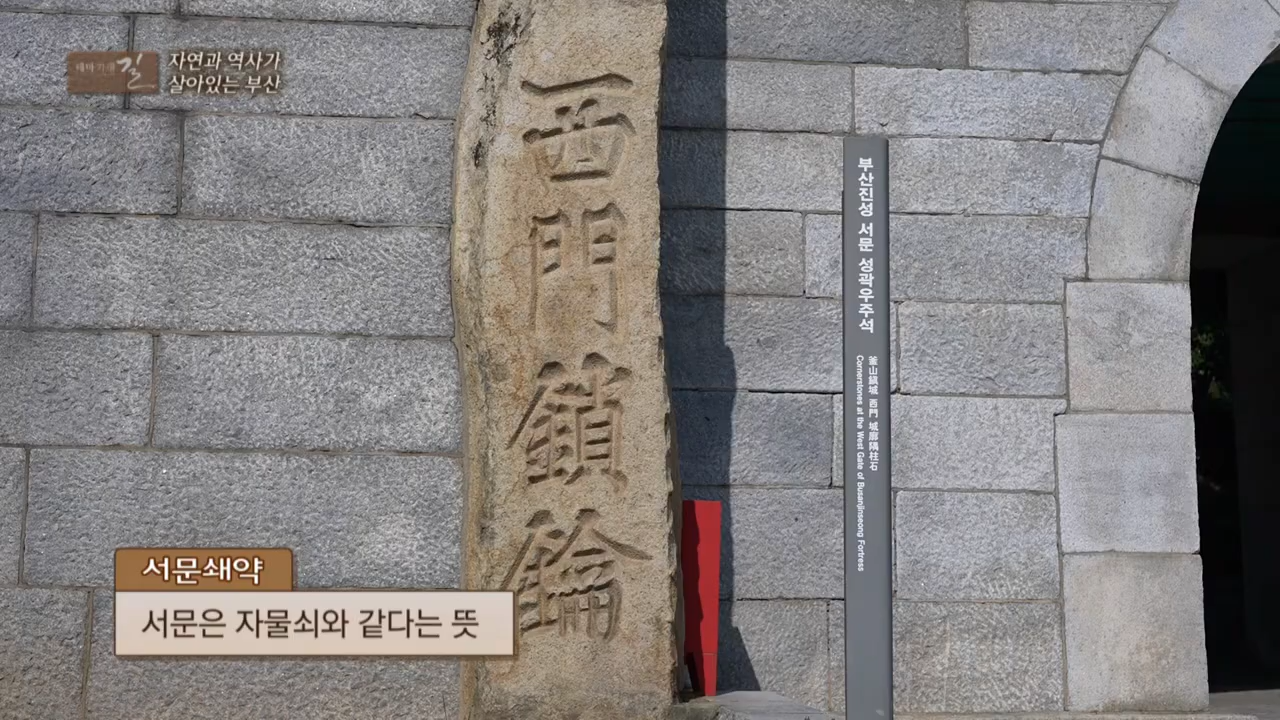 테마기행 길
자연과 역사가
살아있는 부산
西門鎖鑰
부산진성 서문 성곽우주석
釜山鎭城 西門 城廓隅柱石
Cornerstones at the West Gate of Busanjinseong Fortress
서문쇄약
서문은 자물쇠와 같다는 뜻